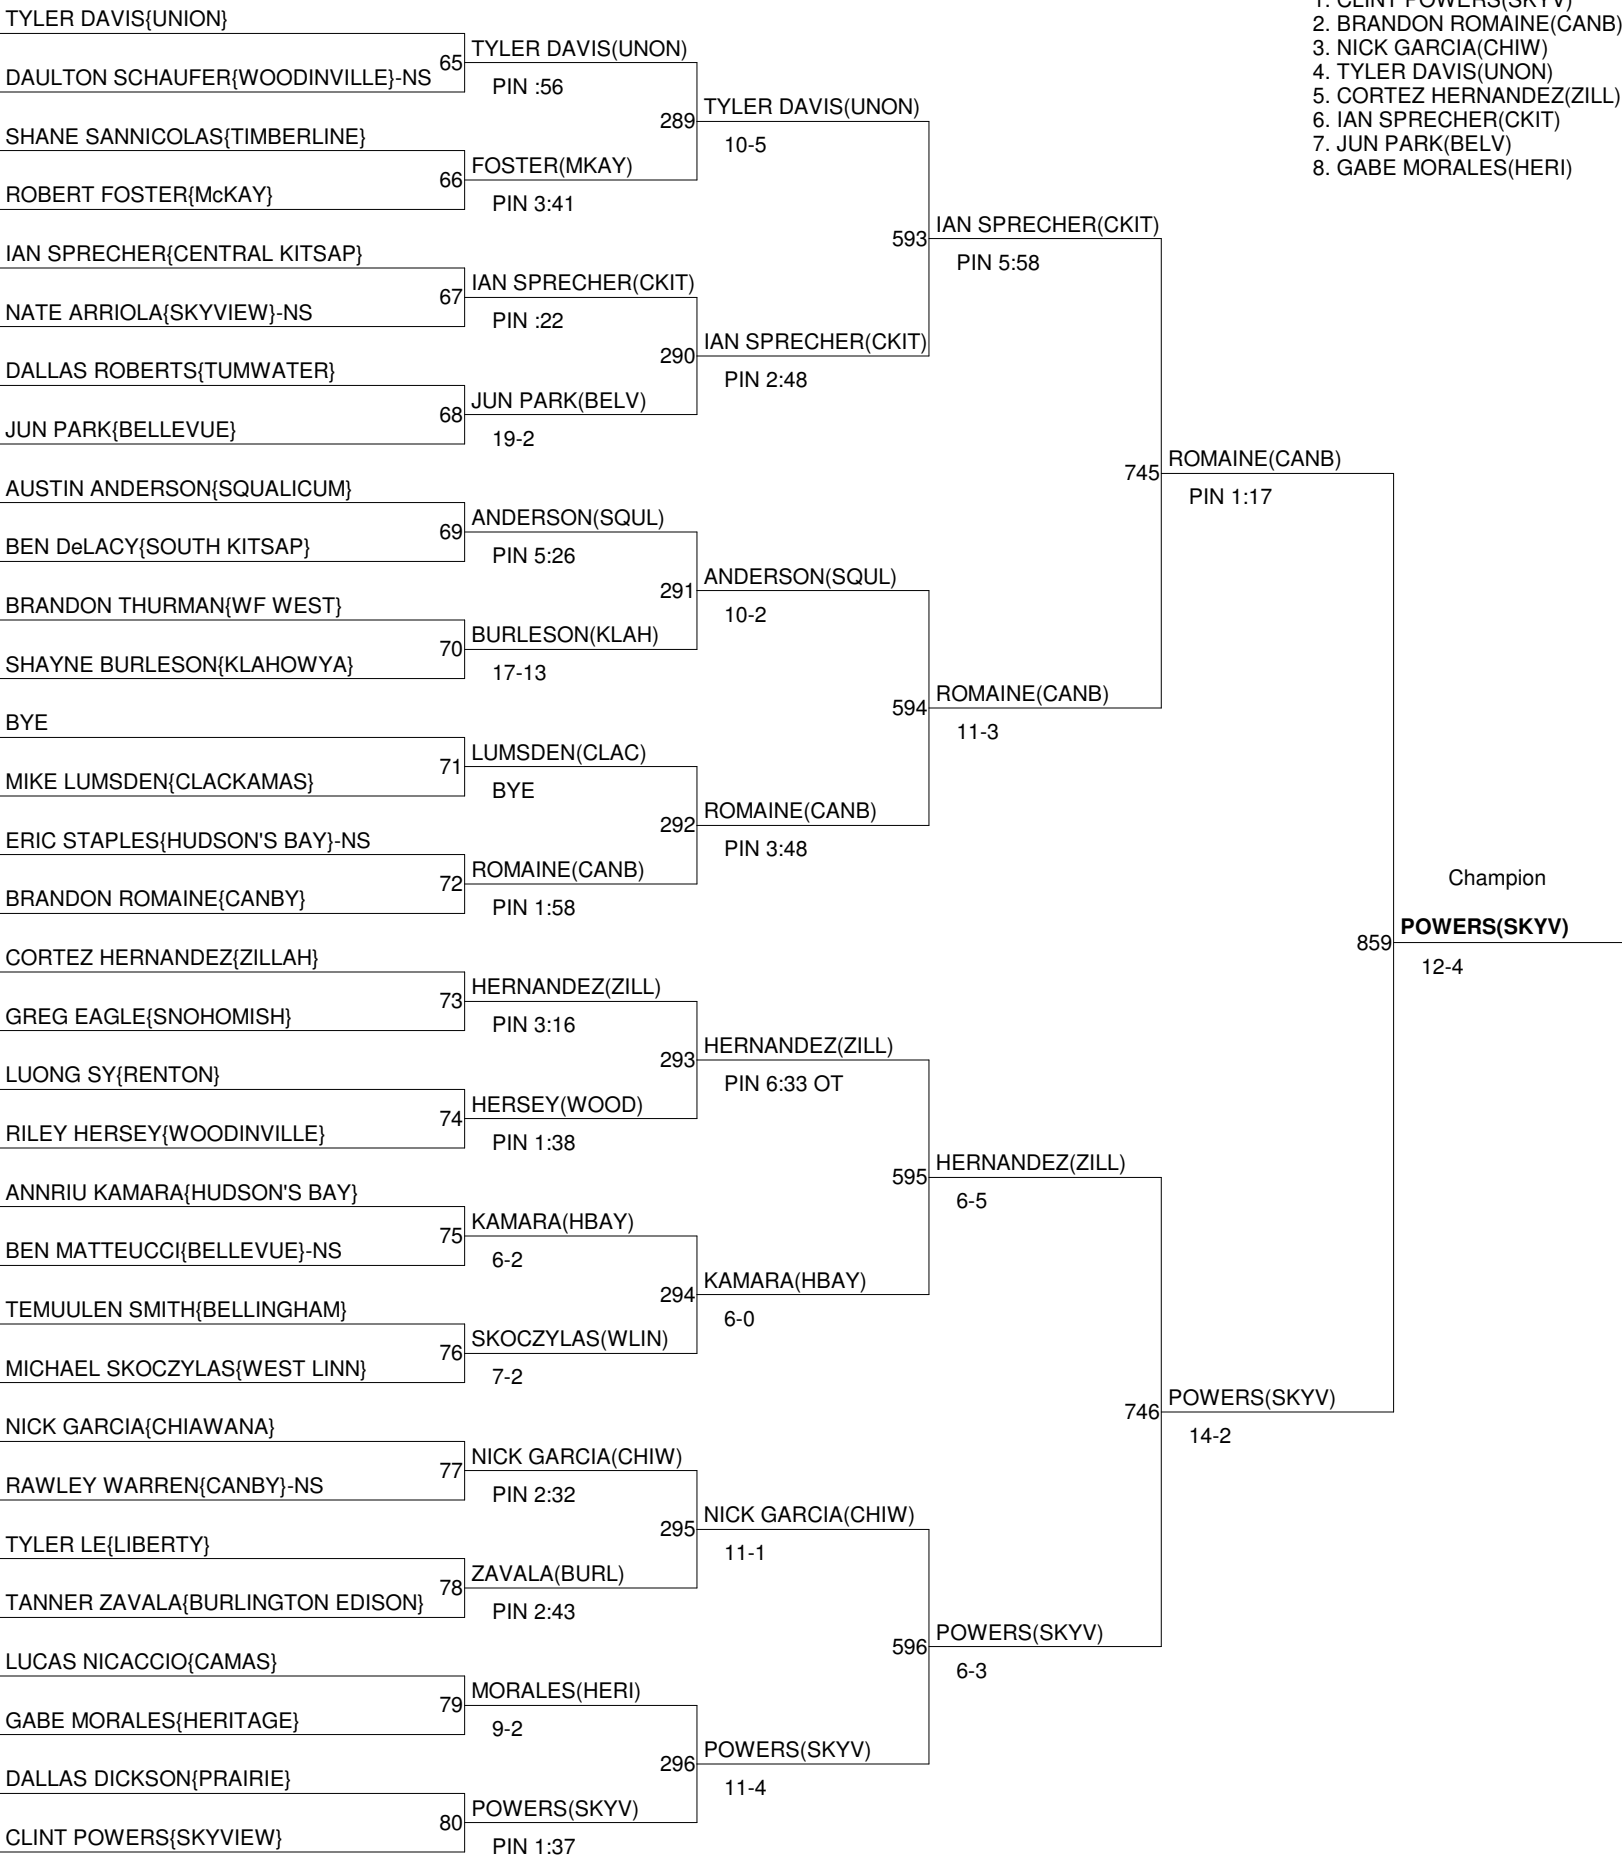 TYLER DAVIS{UNION}
DAULTON SCHAUFER{WOODINVILLE}-NS
SHANE SANNICOLAS{TIMBERLINE}
ROBERT FOSTER{McKAY}
IAN SPRECHER{CENTRAL KITSAP}
NATE ARRIOLA{SKYVIEW}-NS
DALLAS ROBERTS{TUMWATER}
JUN PARK{BELLEVUE}
AUSTIN ANDERSON{SQUALICUM}
BEN DeLACY{SOUTH KITSAP}
BRANDON THURMAN{WF WEST}
SHAYNE BURLESON{KLAHOWYA}
BYE
MIKE LUMSDEN{CLACKAMAS}
ERIC STAPLES{HUDSON'S BAY}-NS
BRANDON ROMAINE{CANBY}
CORTEZ HERNANDEZ{ZILLAH}
GREG EAGLE{SNOHOMISH}
LUONG SY{RENTON}
RILEY HERSEY{WOODINVILLE}
ANNRIU KAMARA{HUDSON'S BAY}
BEN MATTEUCCI{BELLEVUE}-NS
TEMUULEN SMITH{BELLINGHAM}
MICHAEL SKOCZYLAS{WEST LINN}
NICK GARCIA{CHIAWANA}
RAWLEY WARREN{CANBY}-NS
TYLER LE{LIBERTY}
TANNER ZAVALA{BURLINGTON EDISON}
LUCAS NICACCIO{CAMAS}
GABE MORALES{HERITAGE}
DALLAS DICKSON{PRAIRIE}
CLINT POWERS{SKYVIEW}
65 TYLER DAVIS(UNON)
PIN :56
66 FOSTER(MKAY)
PIN 3:41
67 IAN SPRECHER(CKIT)
PIN :22
68 JUN PARK(BELV)
19-2
69 ANDERSON(SQUL)
PIN 5:26
70 BURLESON(KLAH)
17-13
71 LUMSDEN(CLAC)
BYE
72 ROMAINE(CANB)
PIN 1:58
73 HERNANDEZ(ZILL)
PIN 3:16
74 HERSEY(WOOD)
PIN 1:38
75 KAMARA(HBAY)
6-2
76 SKOCZYLAS(WLIN)
7-2
77 NICK GARCIA(CHIW)
PIN 2:32
78 ZAVALA(BURL)
PIN 2:43
79 MORALES(HERI)
9-2
80 POWERS(SKYV)
PIN 1:37
289 TYLER DAVIS(UNON)
10-5
290 IAN SPRECHER(CKIT)
PIN 2:48
291 ANDERSON(SQUL)
10-2
292 ROMAINE(CANB)
PIN 3:48
293 HERNANDEZ(ZILL)
PIN 6:33 OT
294 KAMARA(HBAY)
6-0
295 NICK GARCIA(CHIW)
11-1
296 POWERS(SKYV)
11-4
593 IAN SPRECHER(CKIT)
PIN 5:58
594 ROMAINE(CANB)
11-3
595 HERNANDEZ(ZILL)
6-5
596 POWERS(SKYV)
6-3
745 ROMAINE(CANB)
PIN 1:17
746 POWERS(SKYV)
14-2
Champion
859 POWERS(SKYV)
12-4
1. CLINT POWERS(SKYV)
2. BRANDON ROMAINE(CANB)
3. NICK GARCIA(CHIW)
4. TYLER DAVIS(UNON)
5. CORTEZ HERNANDEZ(ZILL)
6. IAN SPRECHER(CKIT)
7. JUN PARK(BELV)
8. GABE MORALES(HERI)